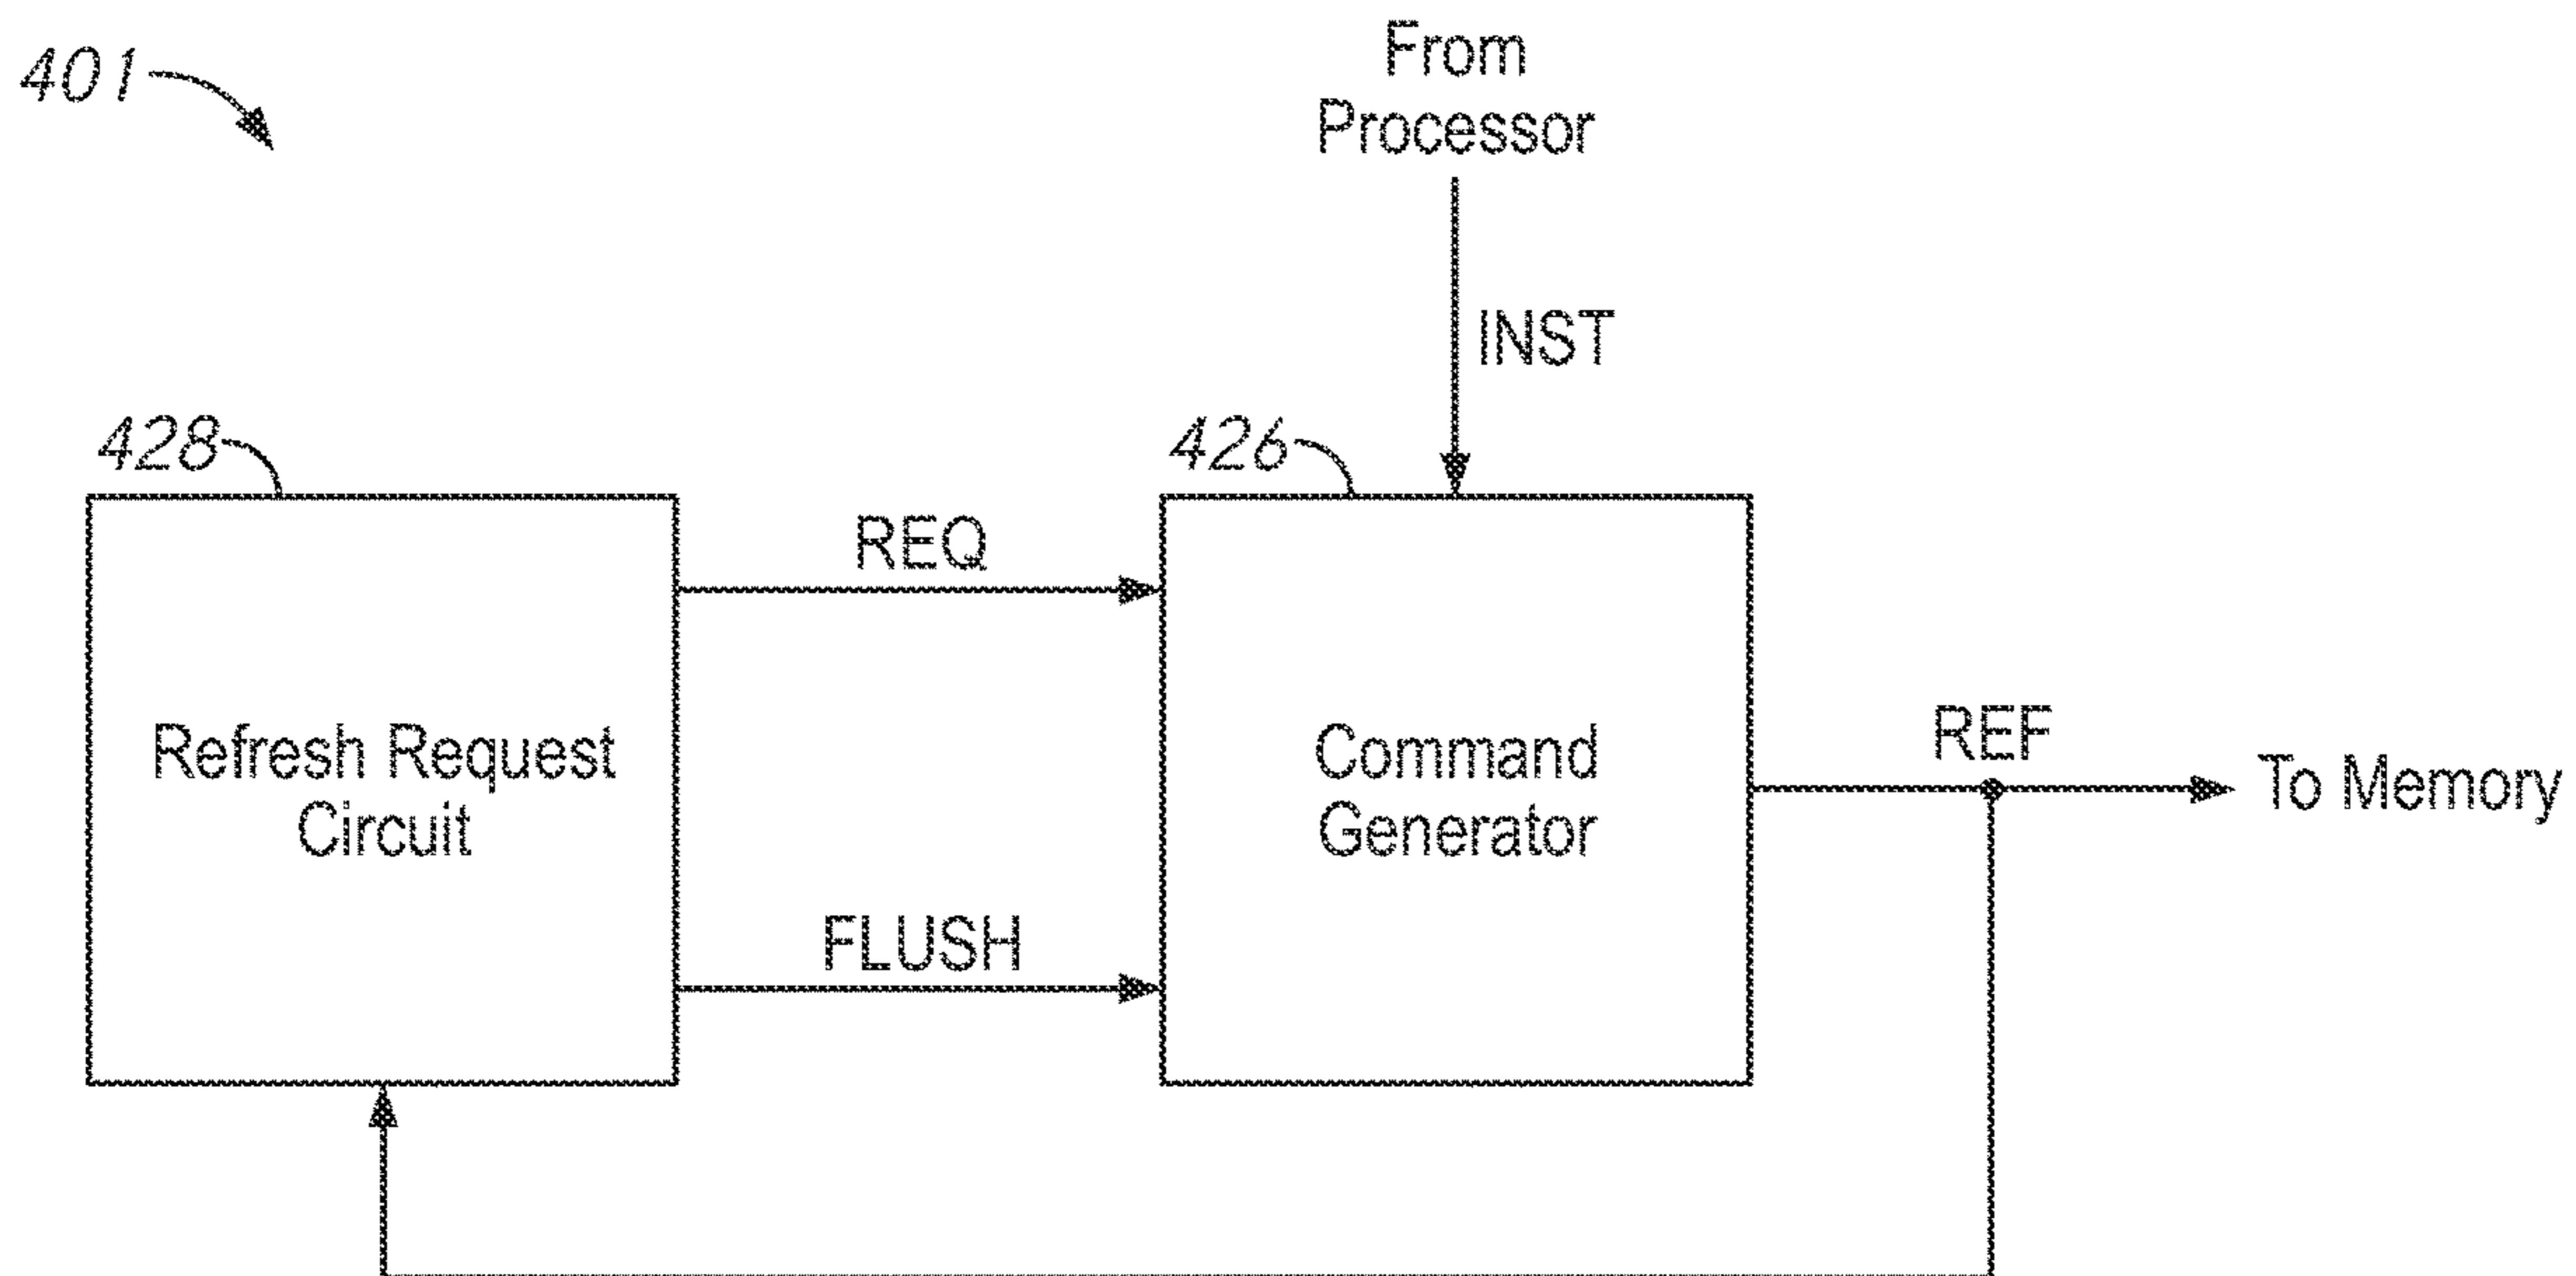 401
From
Processor
INST
428
426
REQ
Refresh Request
Circuit
Command
Generator
REF
To Memory
FLUSH